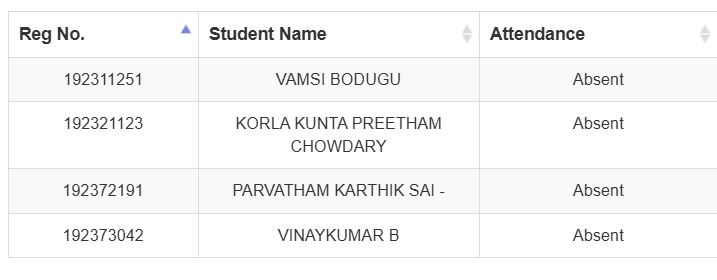 Reg No. Student Name Attendance
192311251 VAMSI BODUGU Absent
192321123 KORLA KUNTA PREETHAM Absent
CHOWDARY
192372191 PARVATHAM KARTHIK SAI - Absent
192373042 VINAYKUMAR B Absent